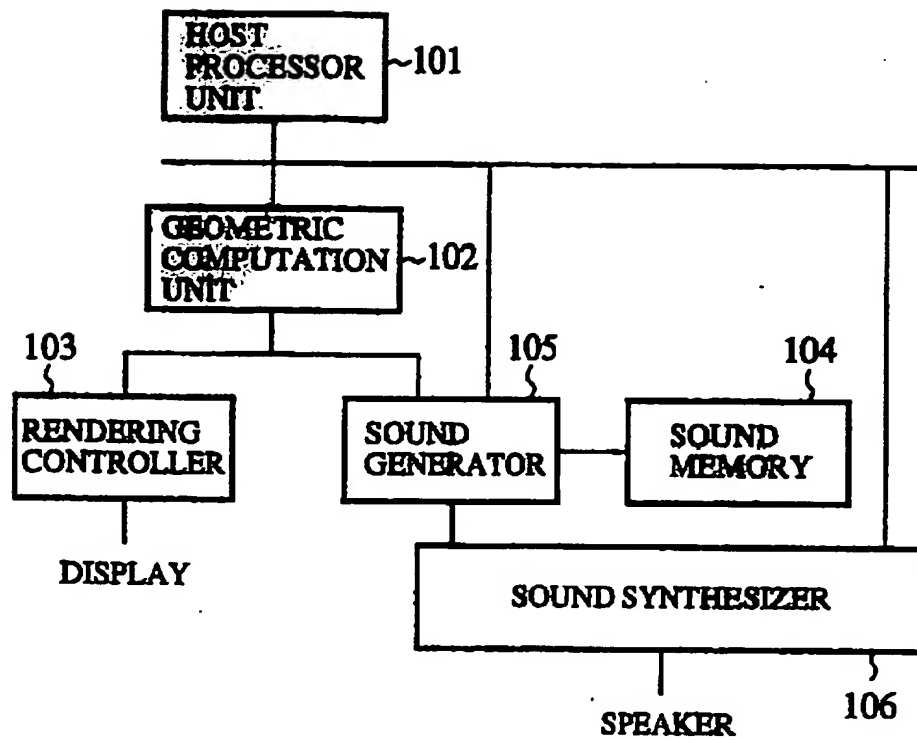 HOST
PROCESSOR
UNIT
101
GEOMETRIC
COMPUTATION
UNIT
102
103
105
104
RENDERING
CONTROLLER
SOUND
GENERATOR
SOUND
MEMORY
DISPLAY
SOUND SYNTHESIZER
SPEAKER
106